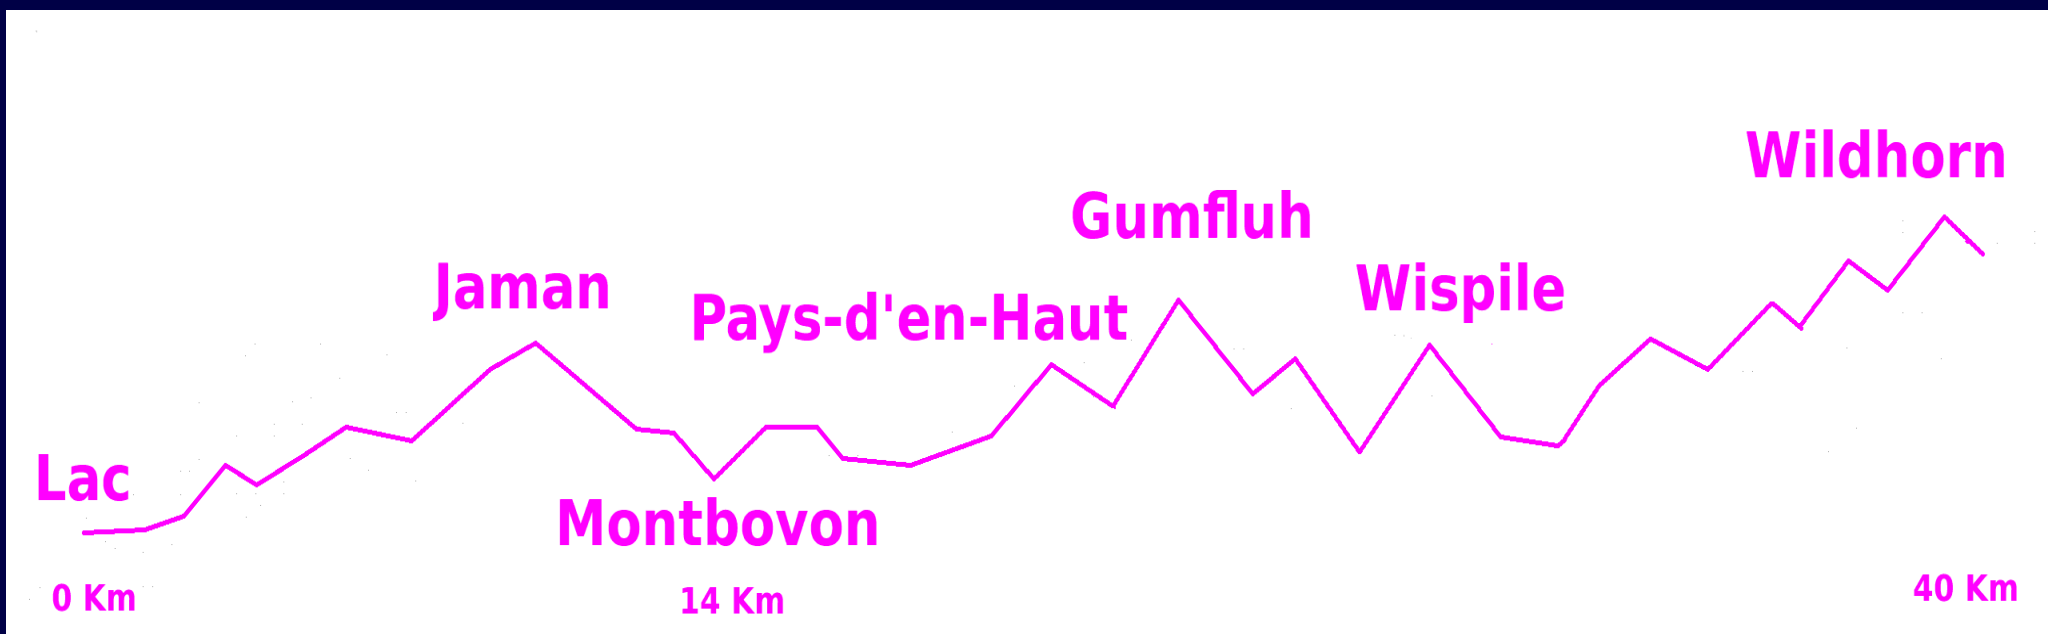 Wildhorn
Gumfluh
Jaman
Wispile
Pays-d'en-Haut
Lac
Montbovon
0 Km
14 Km
40 Km